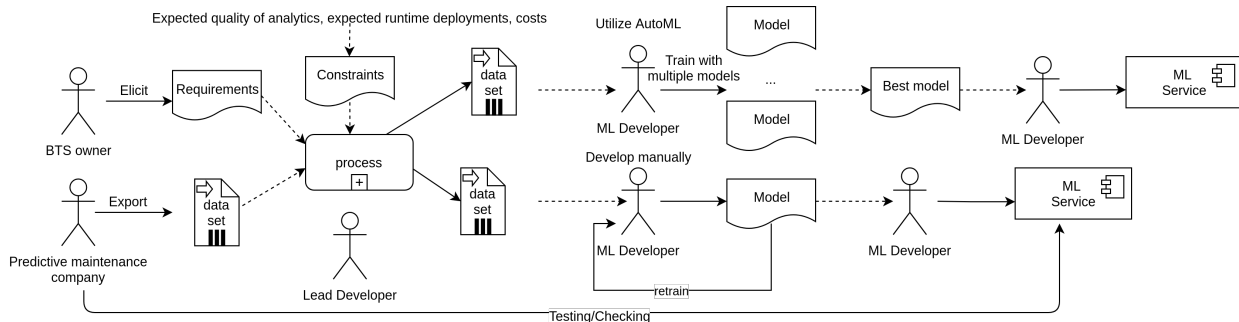 Expected quality of analytics, expected runtime deployments, costs
BTS owner
Elicit
Requirements
Constraints
process
+
Predictive maintenance
company
Export
data
set
Lead Developer
data
set
data
set
Utilize AutoML
ML Developer
Train with
multiple models
Model
...
Model
Best model
ML Developer
ML
Service
Develop manually
ML Developer
Model
retrain
ML Developer
ML
Service
Testing/Checking